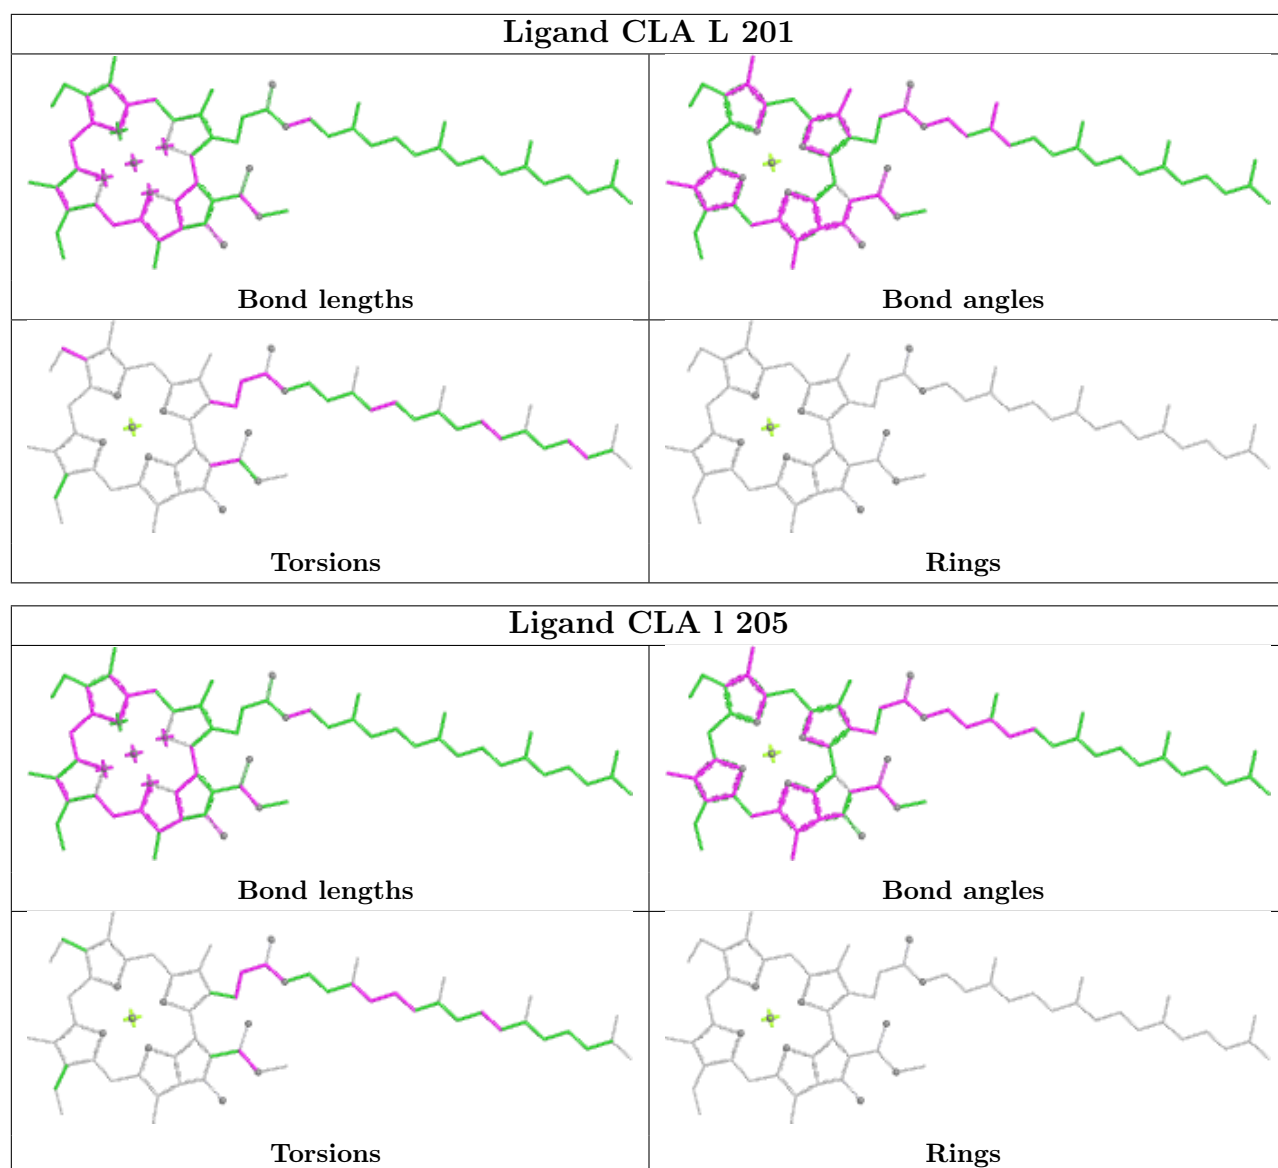 Ligand CLA L 201
Bond lengths
Bond angles
Torsions
Rings
Ligand CLA l 205
Bond lengths
Bond angles
Torsions
Rings